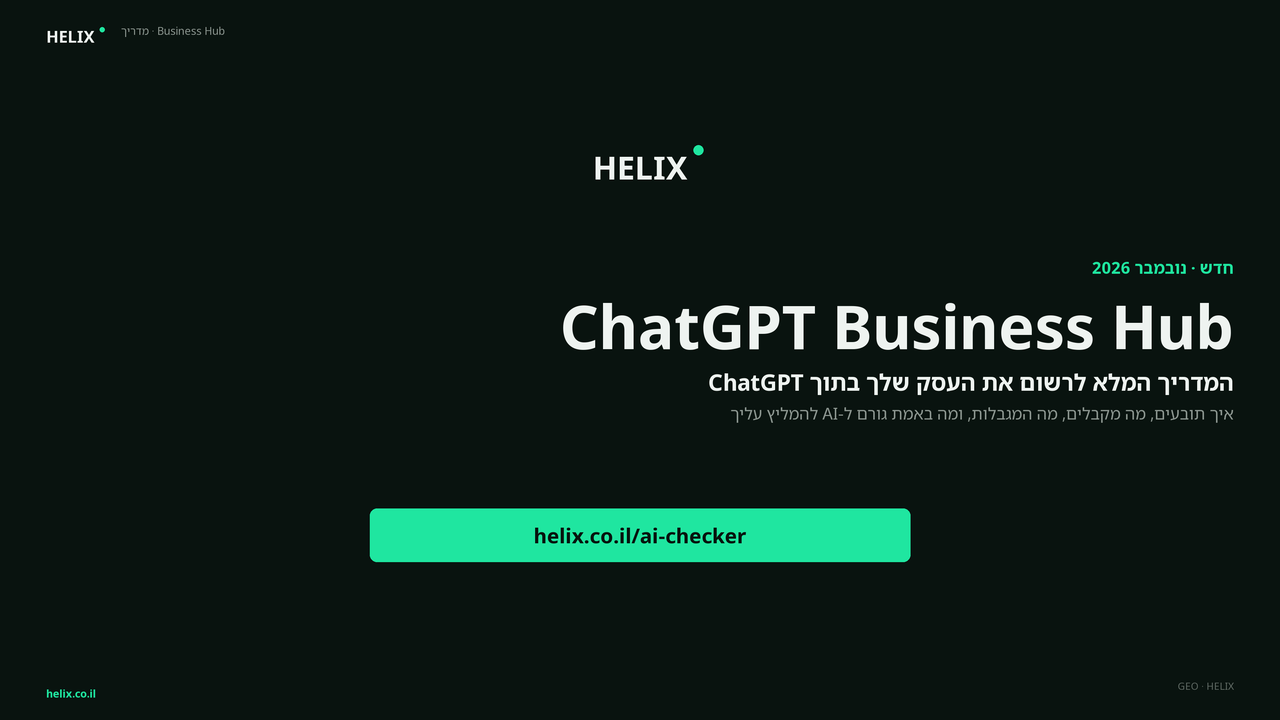 HELIX
מדריך · Business Hub
HELIX
חדש · נובמבר 2026
ChatGPT Business Hub
המדריך המלא לרשום את העסק שלך בתוך ChatGPT
איך תובעים, מה מקבלים, מה המגבלות, ומה באמת גורם ל-AI להמליץ עליך
helix.co.il/ai-checker
helix.co.il
GEO · HELIX